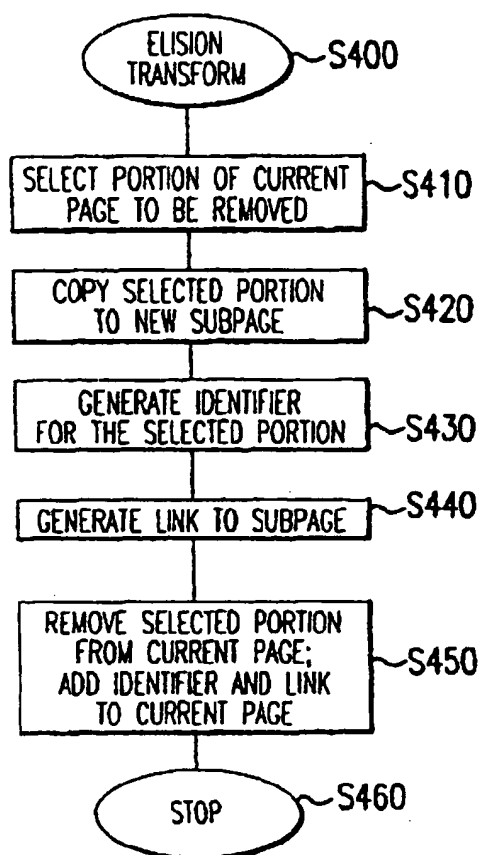 ELISION
TRANSFORM
S400
SELECT PORTION OF CURRENT
PAGE TO BE REMOVED
S410
COPY SELECTED PORTION
TO NEW SUBPAGE
S420
GENERATE IDENTIFIER
FOR THE SELECTED PORTION
S430
GENERATE LINK TO SUBPAGE
S440
REMOVE SELECTED PORTION
FROM CURRENT PAGE;
ADD IDENTIFIER AND LINK
TO CURRENT PAGE
S450
STOP
S460